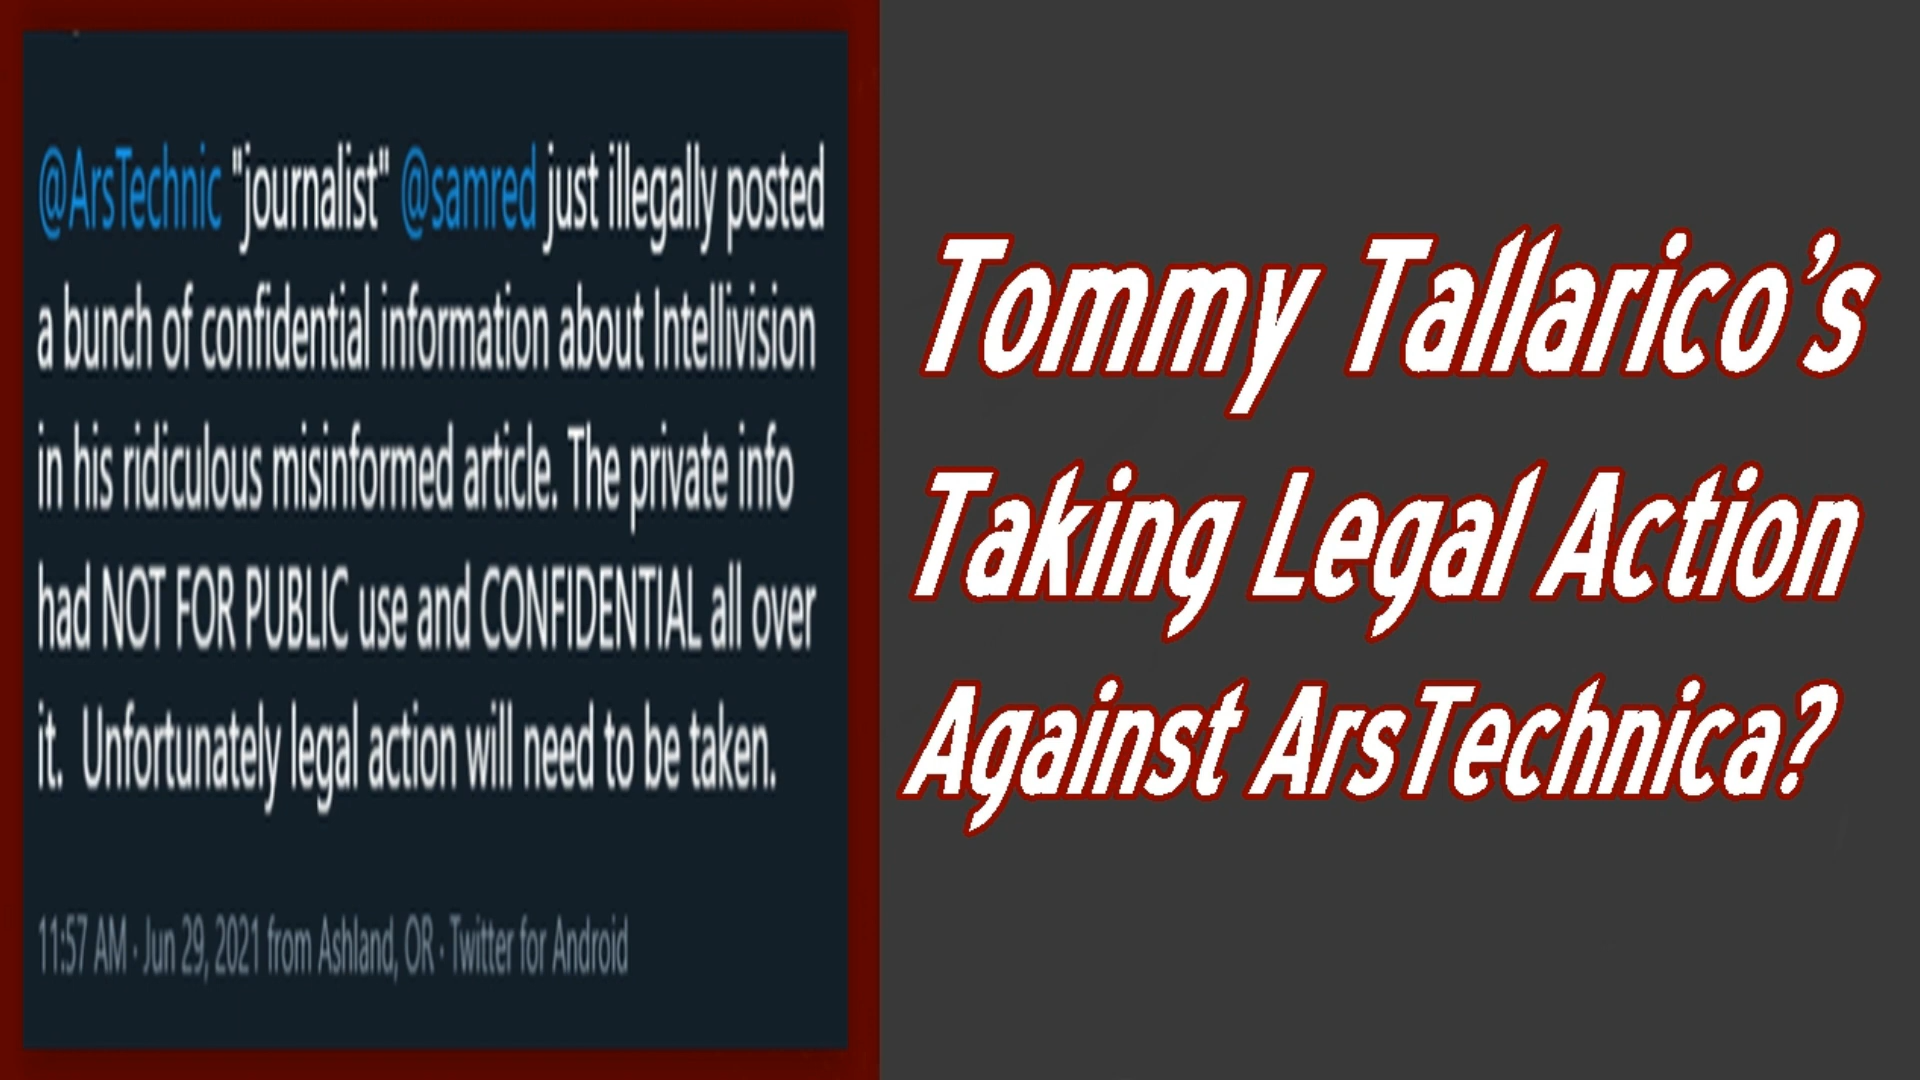 @ArsTechnic "journalist" @samred just illegally posted
a bunch of confidential information about Intellivision
in his ridiculous misinformed article. The private info
had NOT FOR PUBLIC use and CONFIDENTIAL all over
it. Unfortunately legal action will need to be taken.
11:57 AM · Jun 29, 2021 from Ashland, OR · Twitter for Android
Tommy Tallarico's
Taking Legal Action
Against ArsTechnica?